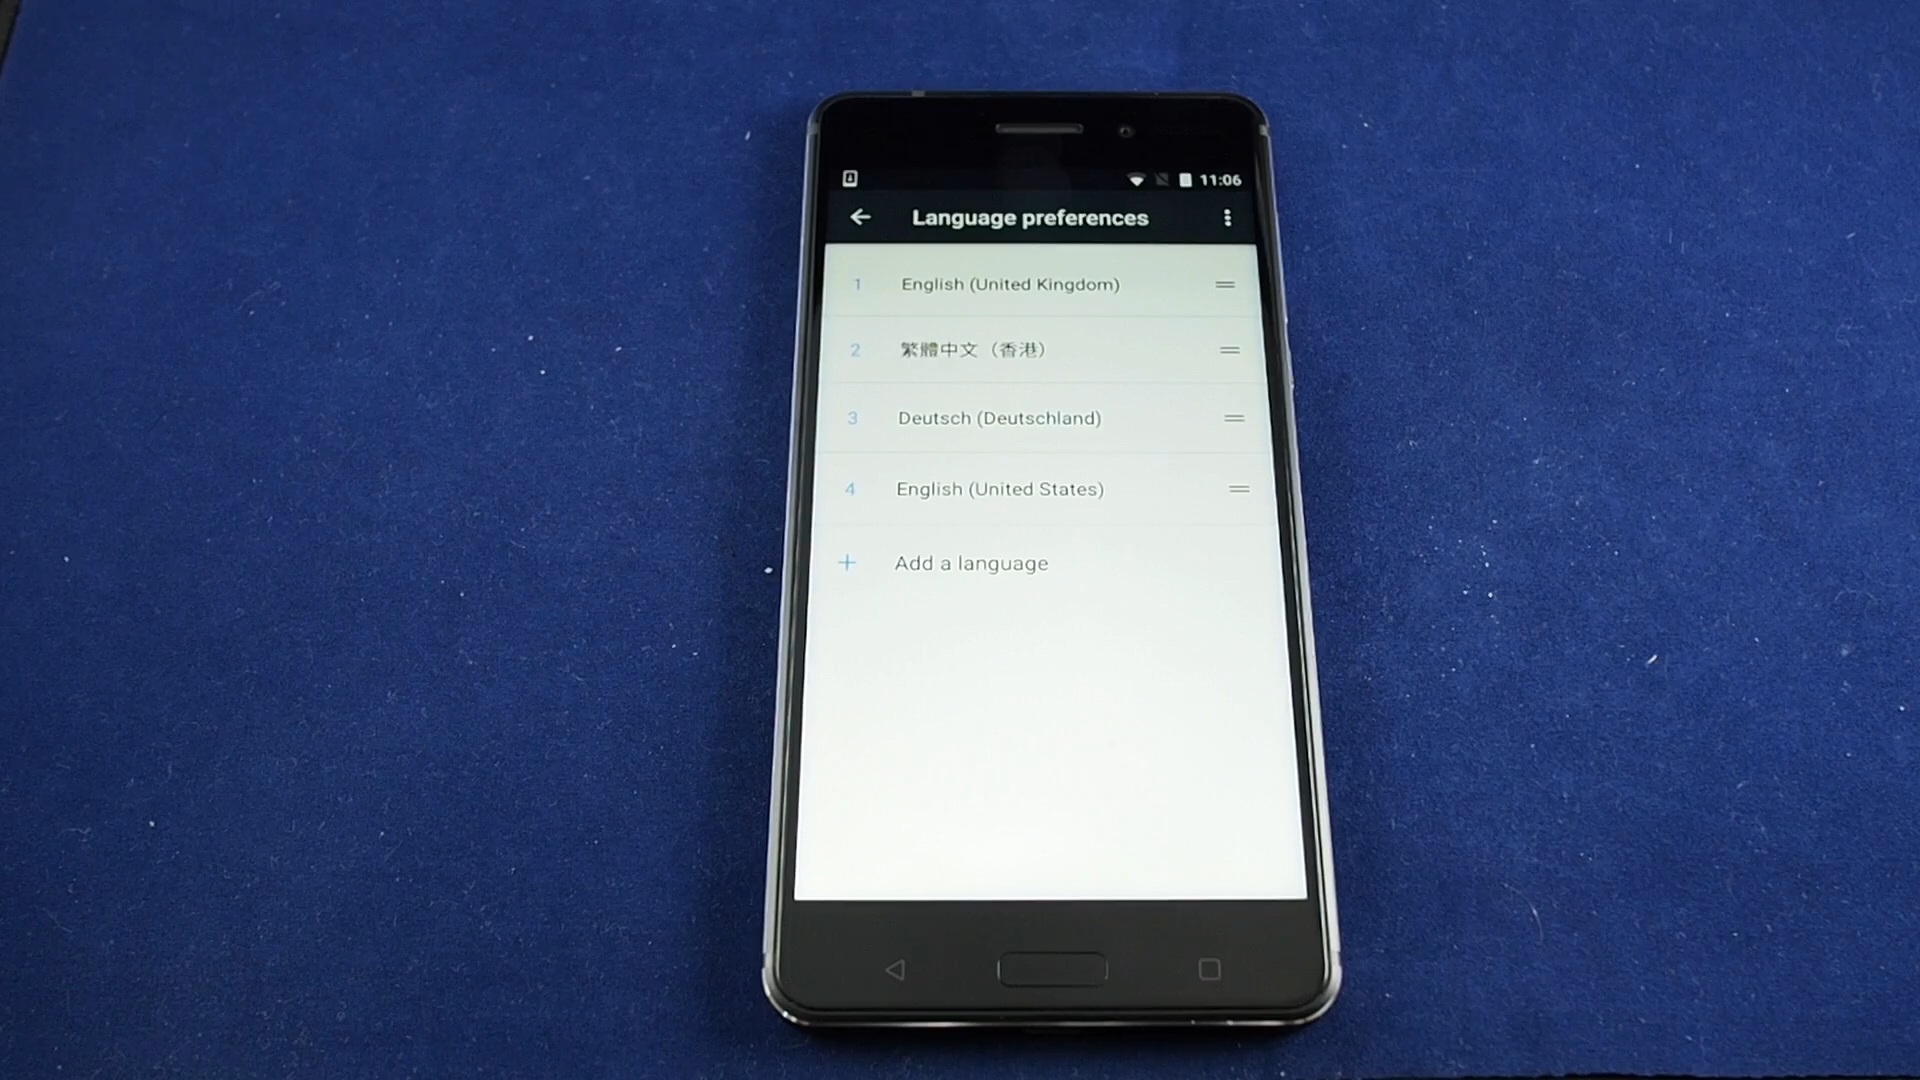 11:06
Language preferences
1 English (United Kingdom)
2 繁體中文（香港）
3 Deutsch (Deutschland)
4 English (United States)
+ Add a language